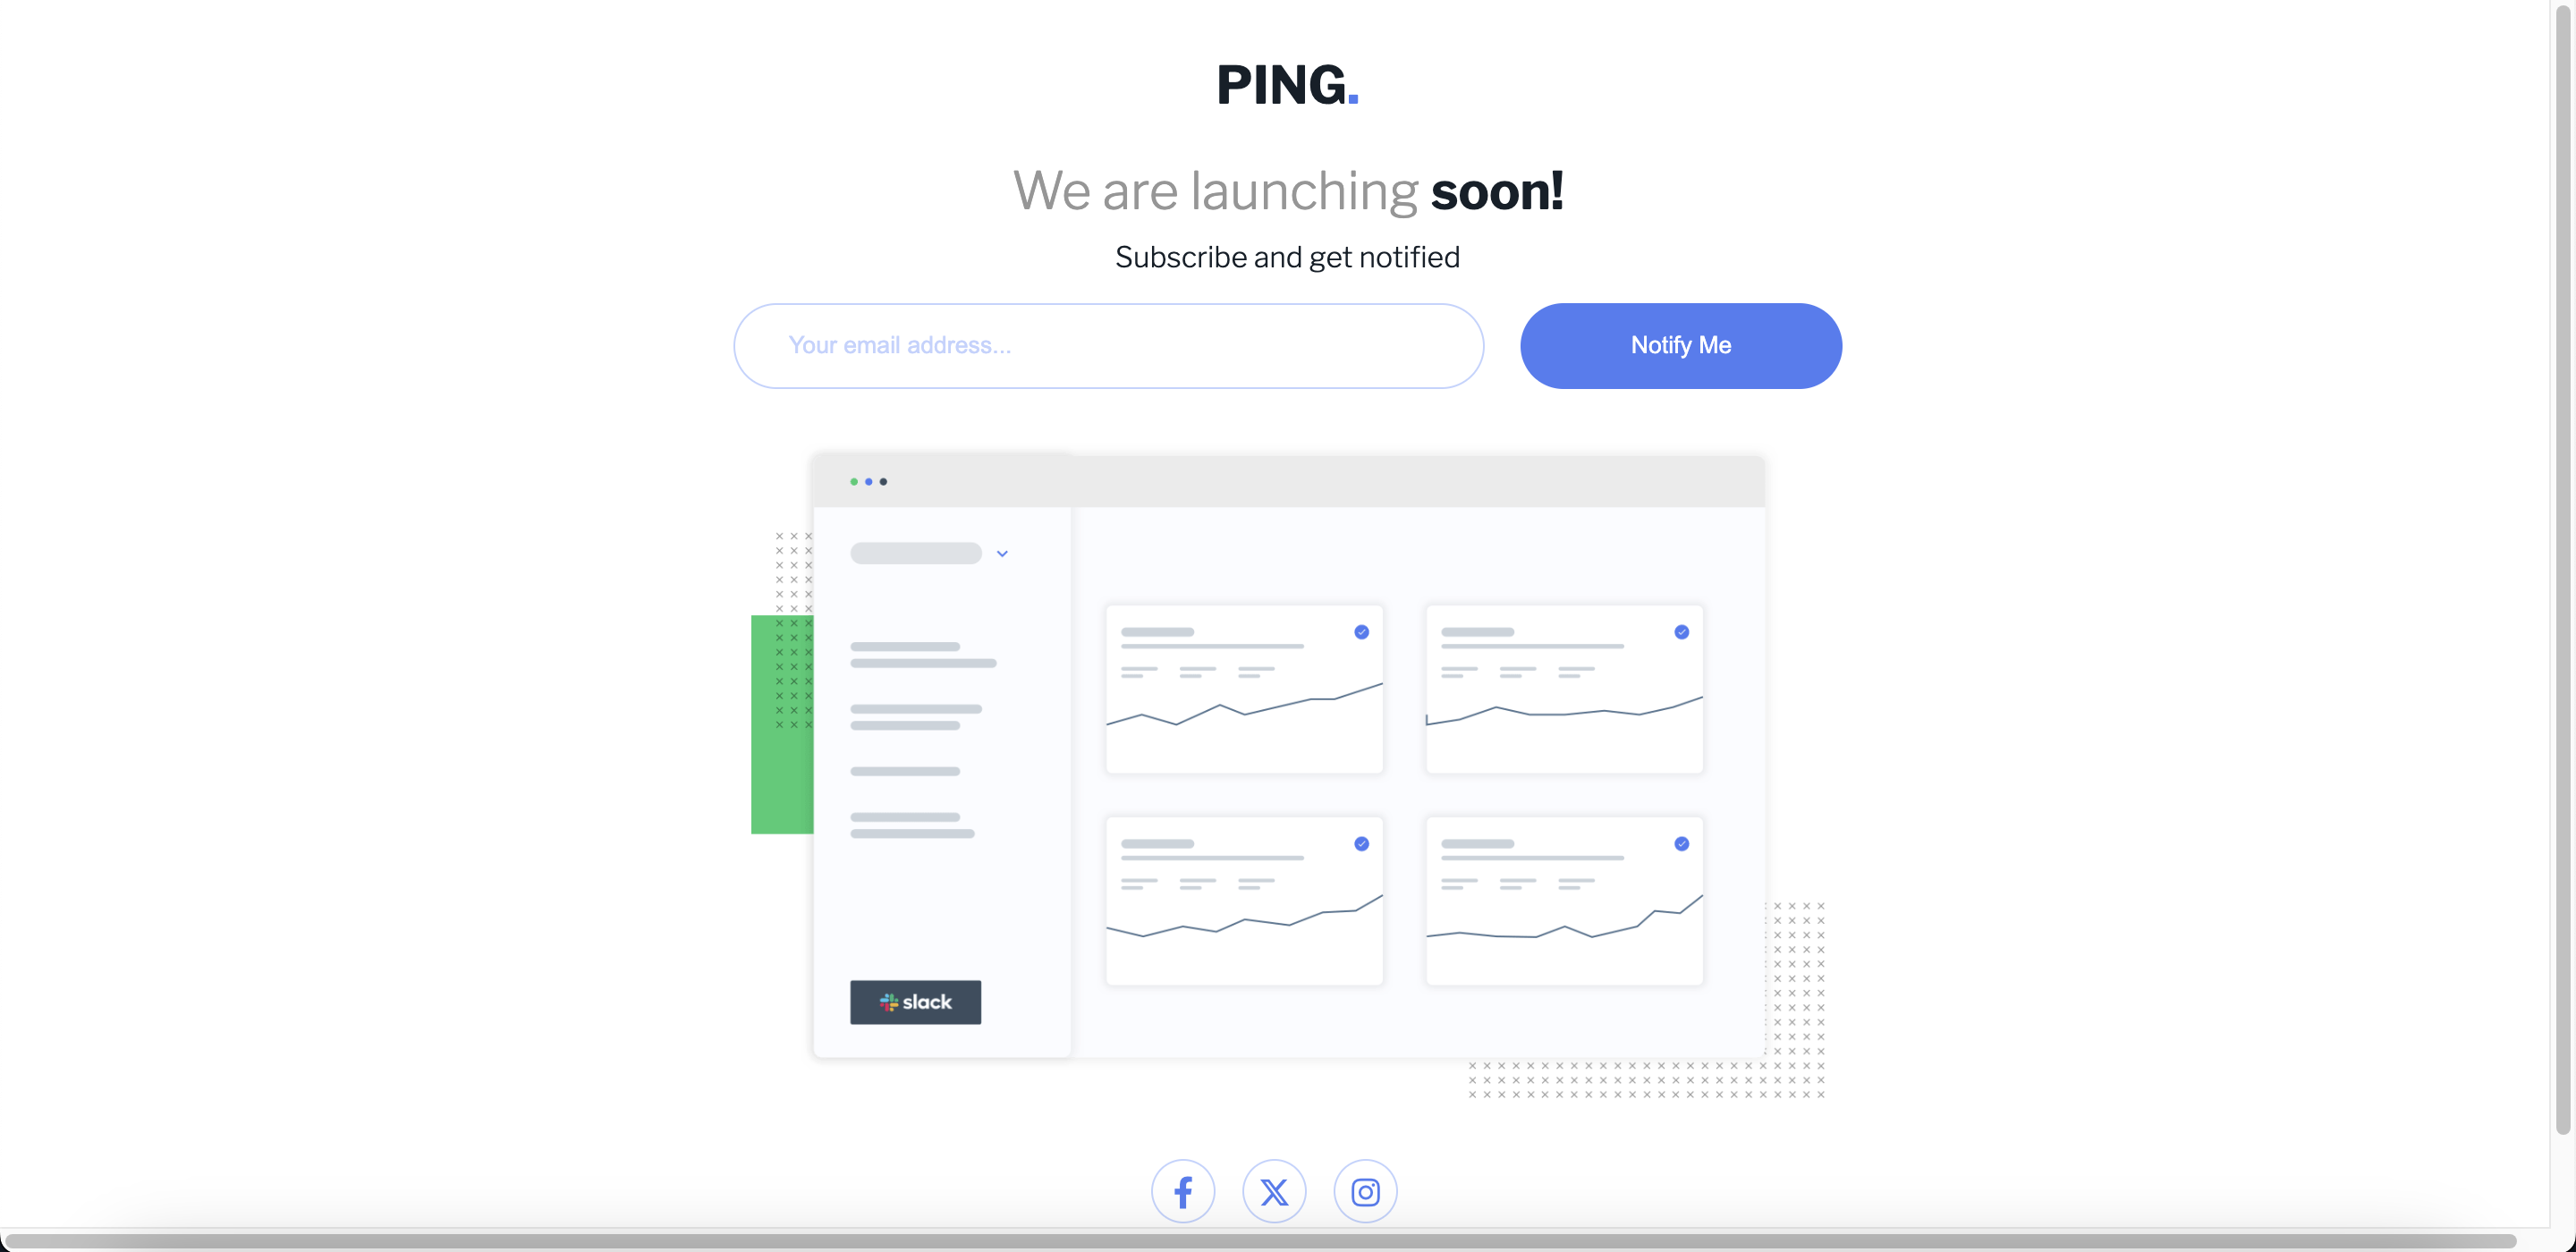 PING.
We are launching soon!
Subscribe and get notified
Your email address...
Notify Me
slack